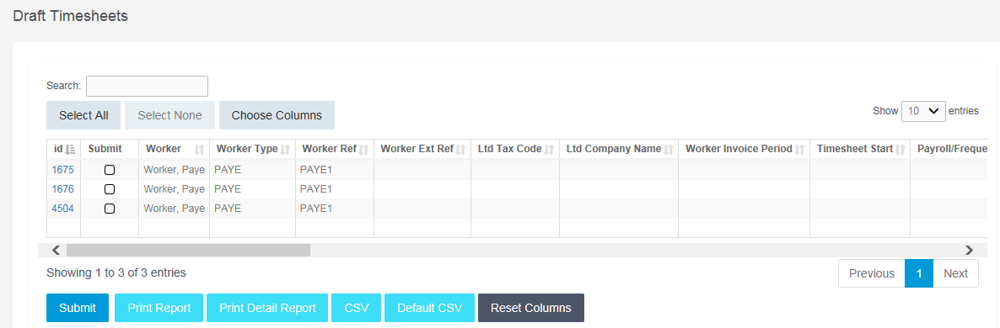 Draft Timesheets
Search:
Select All Select None Choose Columns
Show 10 entries
id Submit Worker Worker Type Worker Ref Worker Ext Ref Ltd Tax Code Ltd Company Name Worker Invoice Period Timesheet Start Payroll/Freque
1675 Worker, Paye PAYE PAYE1
1676 Worker, Paye PAYE PAYE1
4504 Worker, Paye PAYE PAYE1
Showing 1 to 3 of 3 entries
Previous 1 Next
Submit Print Report Print Detail Report CSV Default CSV Reset Columns